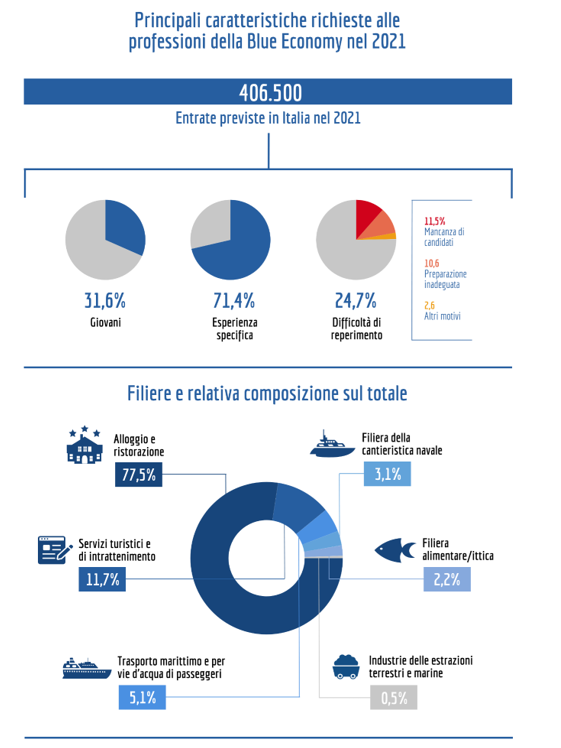 Principali caratteristiche richieste alle
professioni della Blue Economy nel 2021
406.500
Entrate previste in Italia nel 2021
31,6%
Giovani
71,4%
Esperienza
specifica
24,7%
Difficoltà di
reperimento
11,5%
Mancanza di
candidati
10,6
Preparazione
inadeguata
2,6
Altri motivi
Filiere e relativa composizione sul totale
Alloggio e
ristorazione
77,5%
Filiera della
cantieristica navale
3,1%
Servizi turistici e
di intrattenimento
11,7%
Filiera
alimentare/ittica
2,2%
Trasporto marittimo e per
vie d'acqua di passeggeri
5,1%
Industrie delle estrazioni
terrestri e marine
0,5%